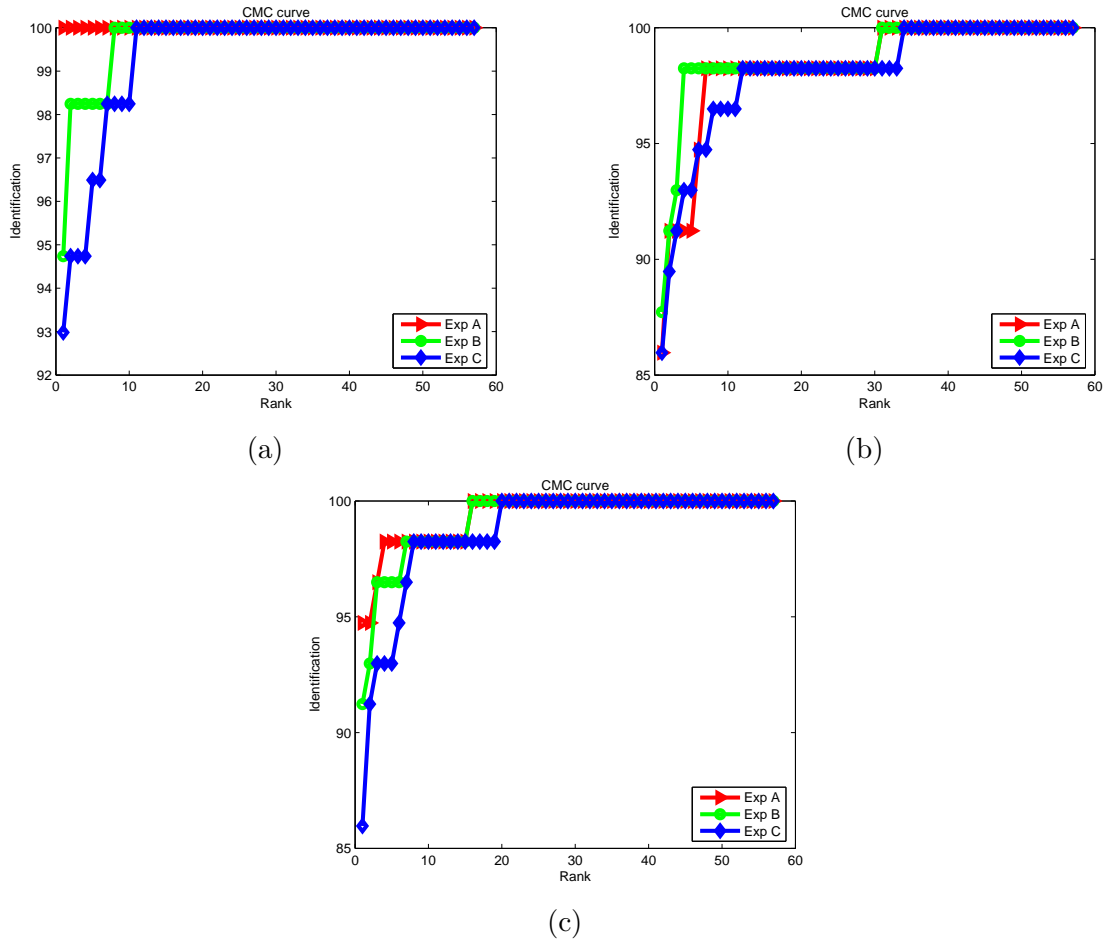 CMC curve
100
99
98
97
96
95
94
93
92
Identification
0 10 20 30 40 50 60
Rank
Exp A
Exp B
Exp C
(a)
CMC curve
100
95
90
85
Identification
0 10 20 30 40 50 60
Rank
Exp A
Exp B
Exp C
(b)
CMC curve
100
95
90
85
Identification
0 10 20 30 40 50 60
Rank
Exp A
Exp B
Exp C
(c)